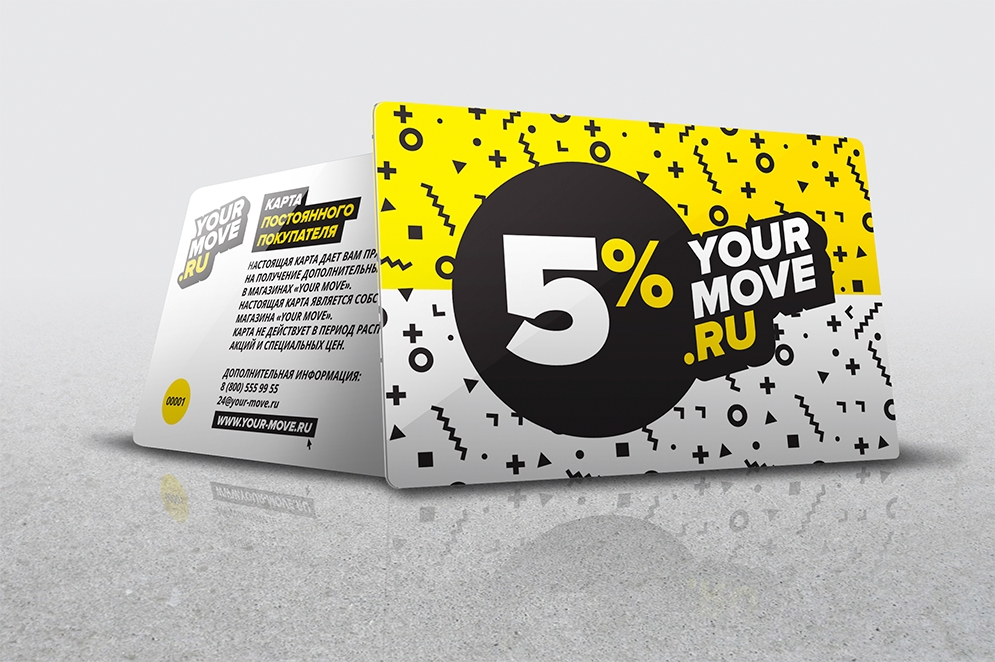 YOUR
MOVE
.RU
КАРТА
ПОСТОЯННОГО
ПОКУПАТЕЛЯ
НАСТОЯЩАЯ КАРТА ДАЕТ ВАМ
НА ПОЛУЧЕНИЕ
В МАГАЗИНАХ «YOUR MOVE».
НАСТОЯЩАЯ КАРТА ЯВЛЯЕТСЯ
МАГАЗИНА «YOUR MOVE».
КАРТА НЕ ДЕЙСТВУЕТ В ПЕРИОД
АКЦИЙ И СПЕЦИАЛЬНЫХ ЦЕН.
ДОПОЛНИТЕЛЬНАЯ ИНФОРМАЦИЯ:
8 (800) 555 99 55
24@your-move.ru
WWW.YOUR-MOVE.RU
00001
5%
YOUR
MOVE
.RU